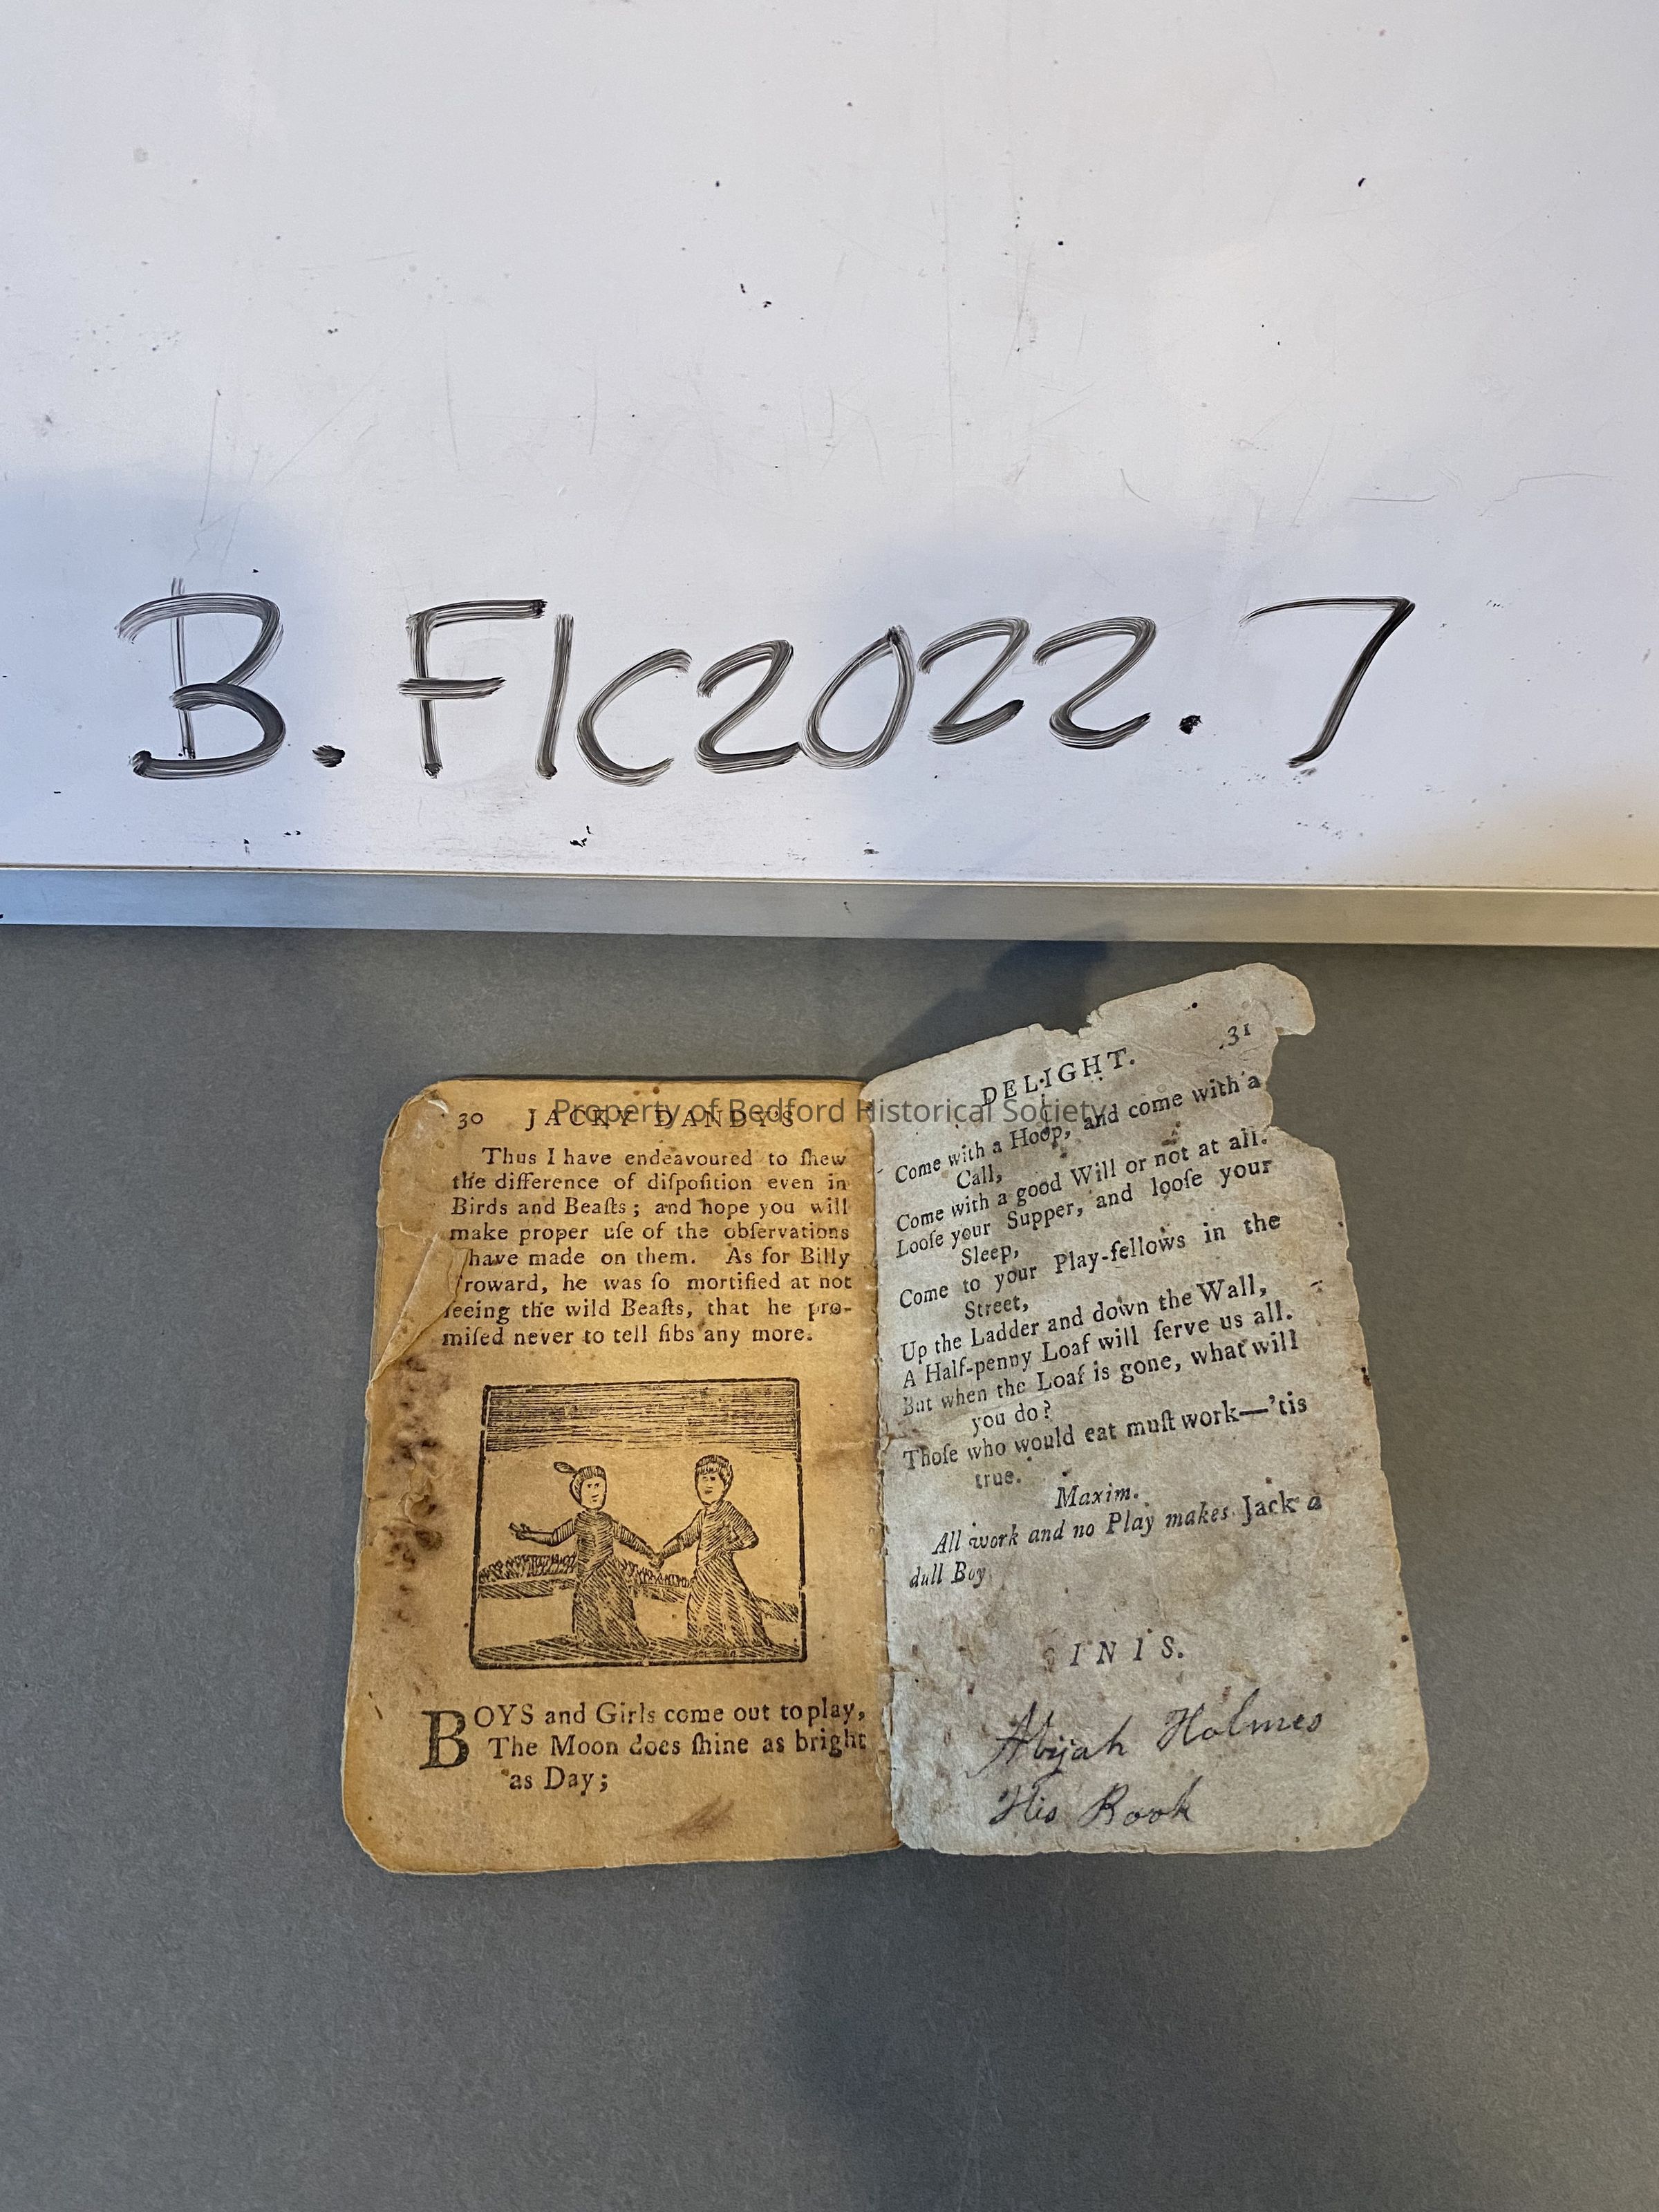 B.FIC2022.7
Property of Bedford Historical Society
30 JACKY DANDY'S
Thus I have endeavoured to ſhew
the difference of diſpoſition even in
Birds and Beaſts; and hope you will
make proper uſe of the obſervations
have made on them. As for Billy
roward, he was ſo mortified at not
ſeeing the wild Beaſts, that he pro-
miſed never to tell fibs any more.
BOYS and Girls come out to play,
The Moon does ſhine as bright
as Day;
DELIGHT. 31
Come with a Hoop, and come with a
Call,
Come with a good Will or not at all.
Looſe your Supper, and looſe your
Sleep,
Come to your Play-fellows in the
Street,
Up the Ladder and down the Wall,
A Half-penny Loaf will ſerve us all.
But when the Loaf is gone, what will
you do?
Thoſe who would eat muſt work—'tis
true.
Maxim.
All work and no Play makes Jack a
dull Boy
INIS.
Abijah Holmes
His Book